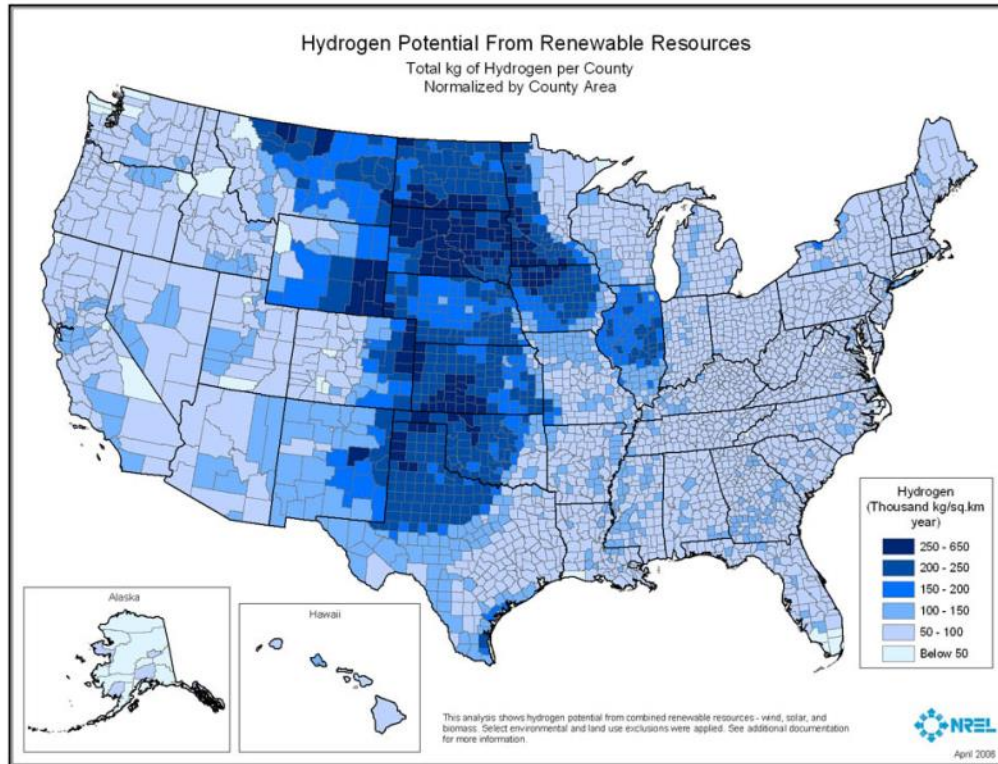 Hydrogen Potential From Renewable Resources
Total kg of Hydrogen per County
Normalized by County Area
Hydrogen
(Thousand kg/sq.km
year)
250 - 650
200 - 250
150 - 200
100 - 150
50 - 100
Below 50
Alaska
Hawaii
This analysis shows hydrogen potential from combined renewable resources - wind, solar, and
biomass. Select environmental and land use exclusions were applied. See additional documentation
for more information.
NREL
April 2006